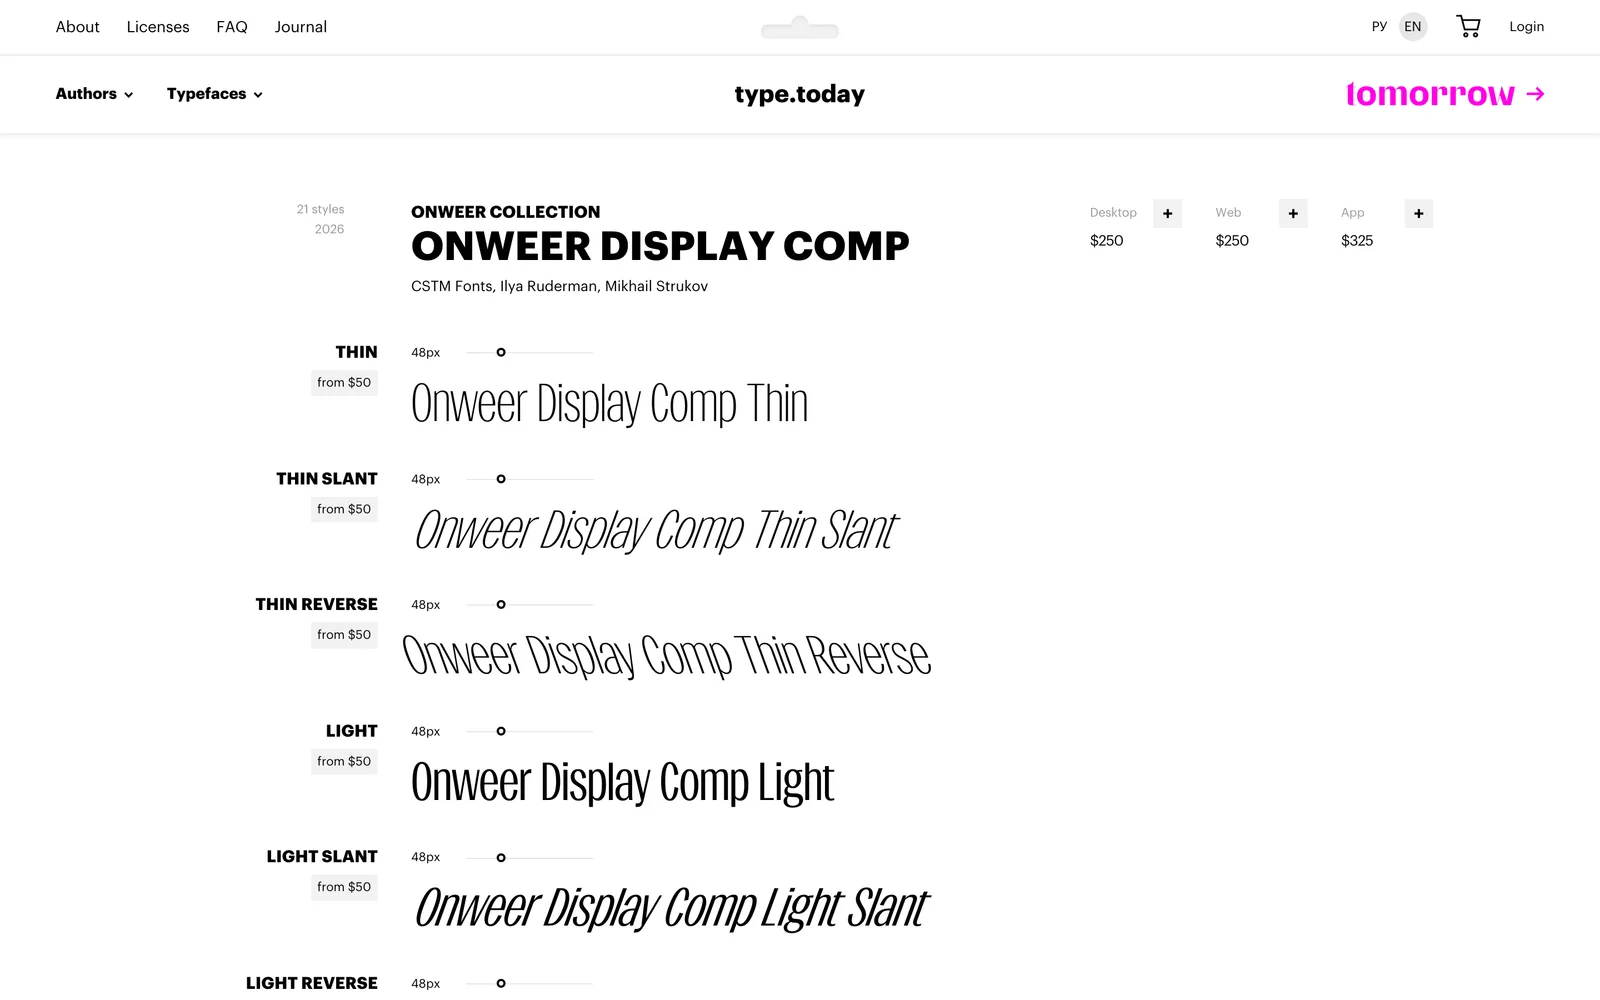 About Licenses FAQ Journal
РУ EN Login
Authors Typefaces
type.today
tomorrow →
21 styles
2026
ONWEER COLLECTION
ONWEER DISPLAY COMP
CSTM Fonts, Ilya Ruderman, Mikhail Strukov
Desktop +
$250
Web +
$250
App +
$325
THIN
from $50
48px
Onweer Display Comp Thin
THIN SLANT
from $50
48px
Onweer Display Comp Thin Slant
THIN REVERSE
from $50
48px
Onweer Display Comp Thin Reverse
LIGHT
from $50
48px
Onweer Display Comp Light
LIGHT SLANT
from $50
48px
Onweer Display Comp Light Slant
LIGHT REVERSE
48px